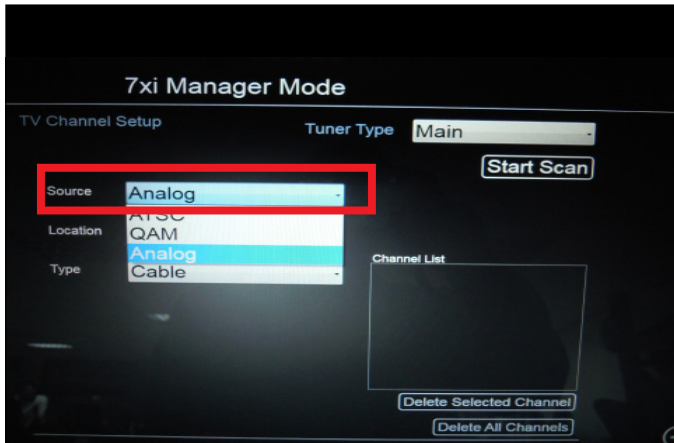 7xi Manager Mode
TV Channel Setup
Tuner Type Main
Start Scan
Source Analog
ATSC
Location QAM
Analog
Type Cable
Channel List
Delete Selected Channel
Delete All Channels